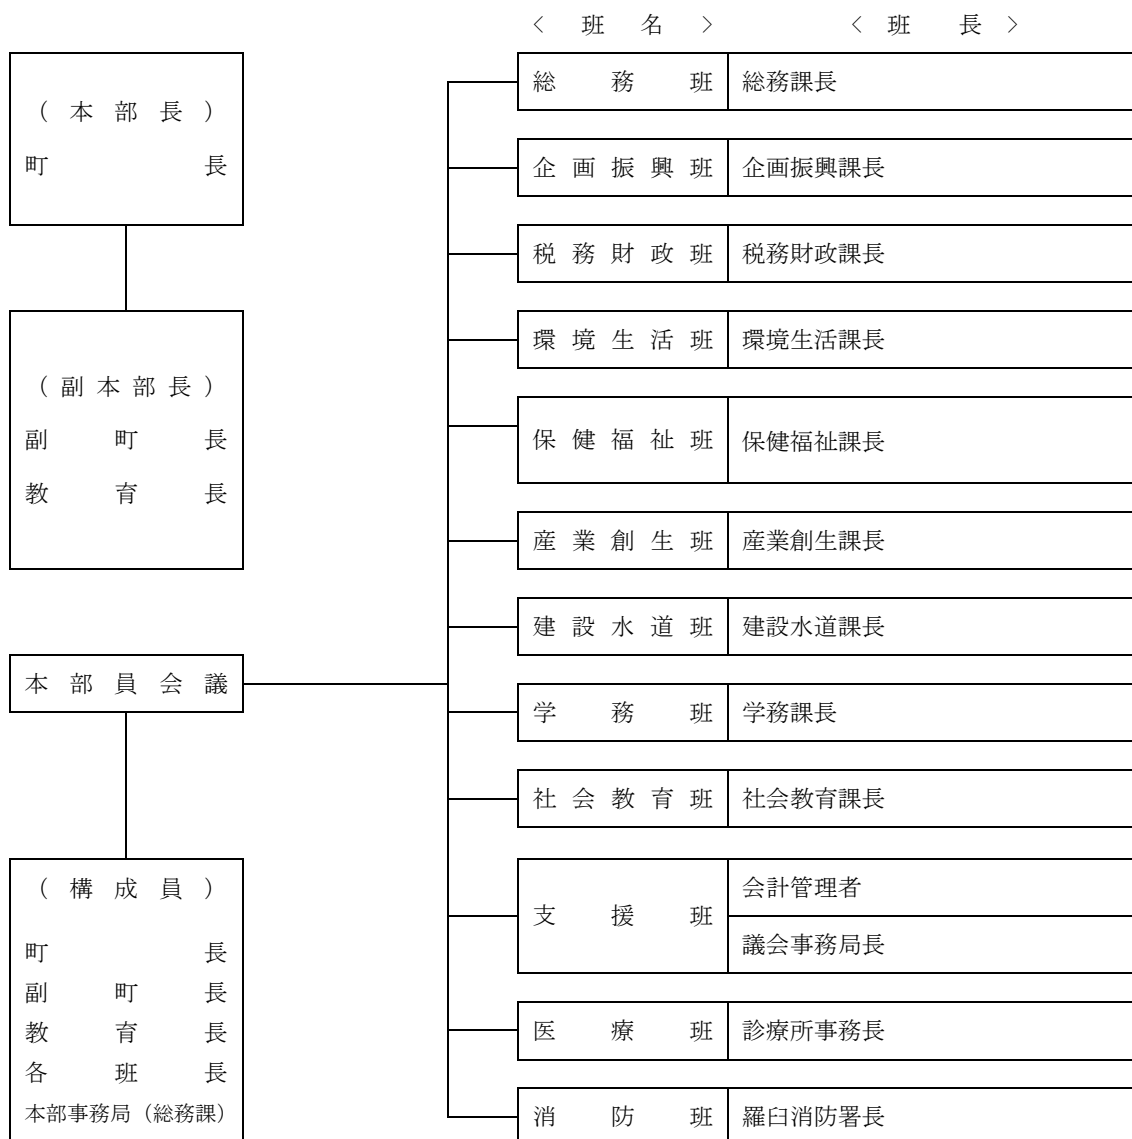 〈班名〉 〈班長〉
(本部長)
町長
(副本部長)
副町長
教育長
本部員会議
(構成員)
町長
副町長
教育長
各班長
本部事務局(総務課)
総務班 総務課長
企画振興班 企画振興課長
税務財政班 税務財政課長
環境生活班 環境生活課長
保健福祉班 保健福祉課長
産業創生班 産業創生課長
建設水道班 建設水道課長
学務班 学務課長
社会教育班 社会教育課長
支援班 会計管理者
議会事務局長
医療班 診療所事務長
消防班 羅臼消防署長